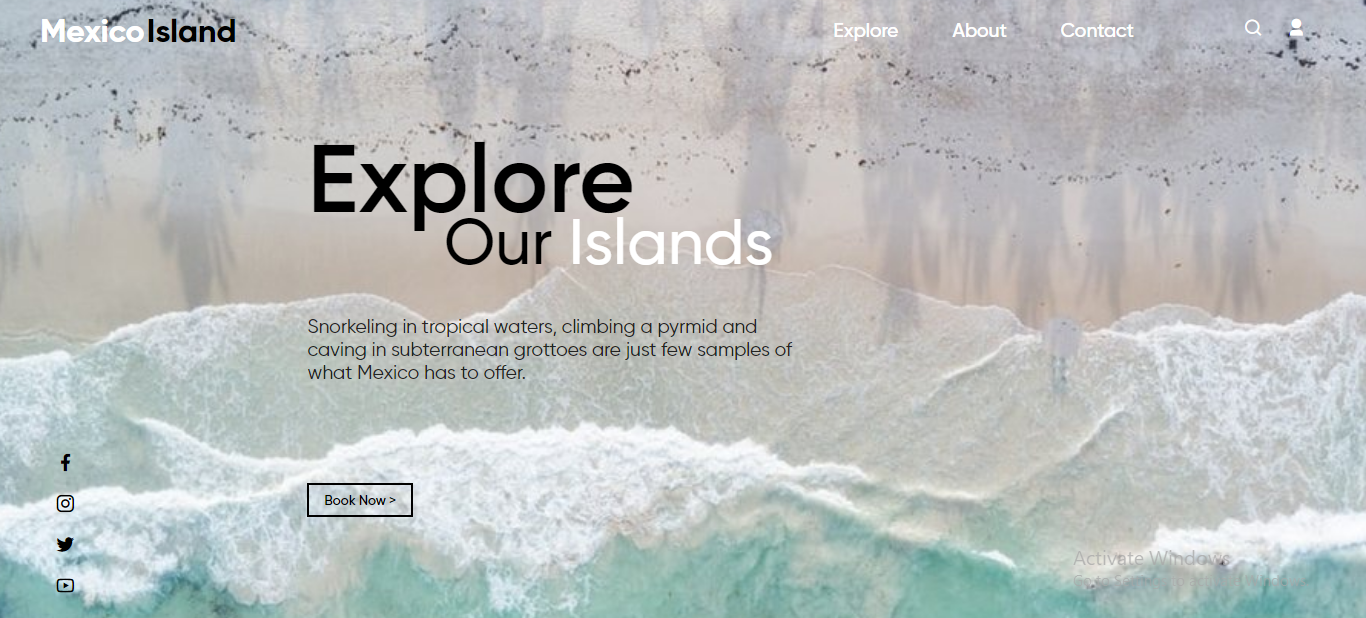 Mexico Island
Explore
About
Contact
Explore
Our Islands
Snorkeling in tropical waters, climbing a pyrmid and
caving in subterranean grottoes are just few samples of
what Mexico has to offer.
Book Now >
Activate Windows